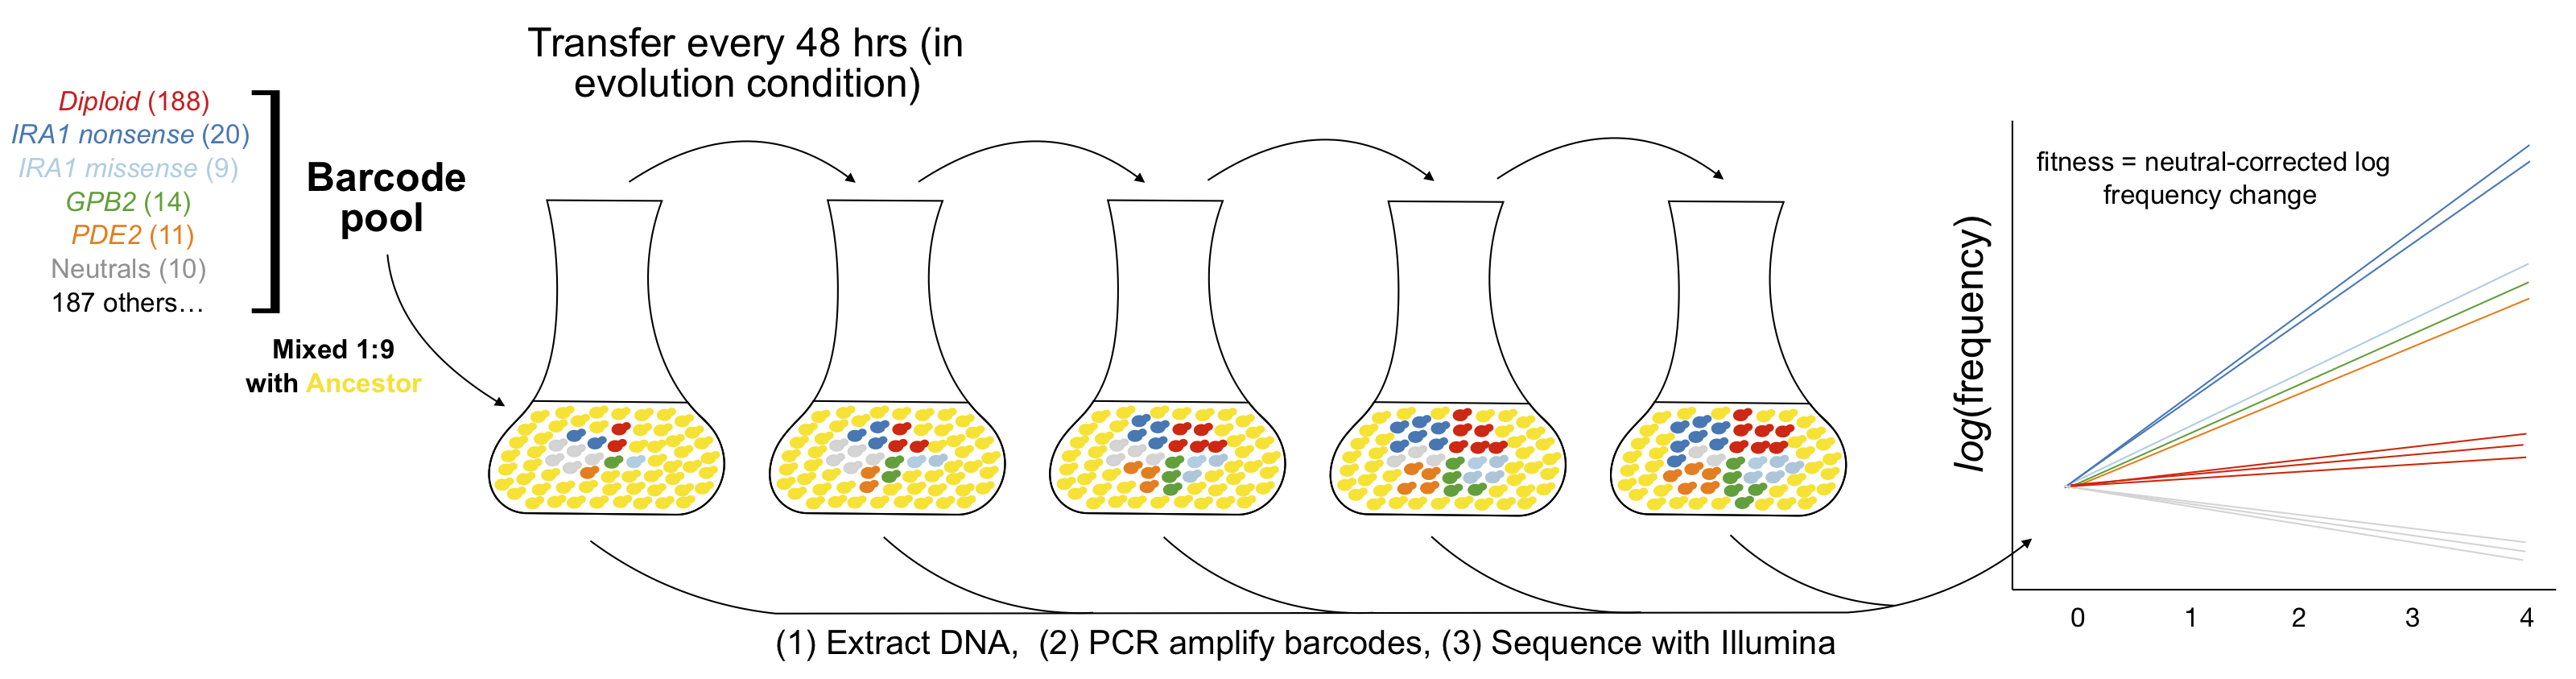 Transfer every 48 hrs (in
evolution condition)
Diploid (188)
IRA1 nonsense (20)
IRA1 missense (9)
GPB2 (14)
PDE2 (11)
Neutrals (10)
187 others…
Barcode
pool
Mixed 1:9
with Ancestor
(1) Extract DNA, (2) PCR amplify barcodes, (3) Sequence with Illumina
fitness = neutral-corrected log
frequency change
log(frequency)
0 1 2 3 4